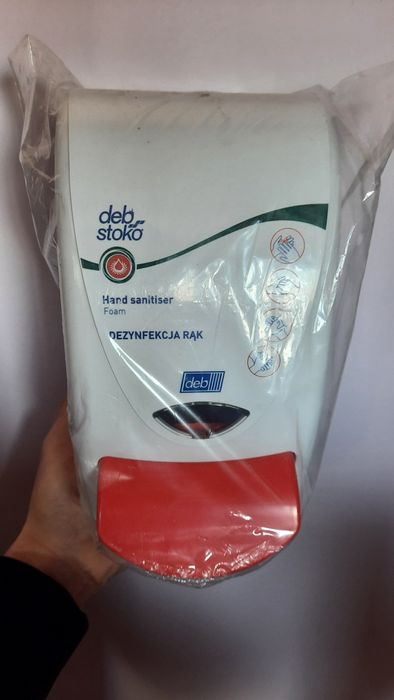 deb
stoko
Hand sanitiser
Foam
DEZYNFEKCJA RĄK
deb